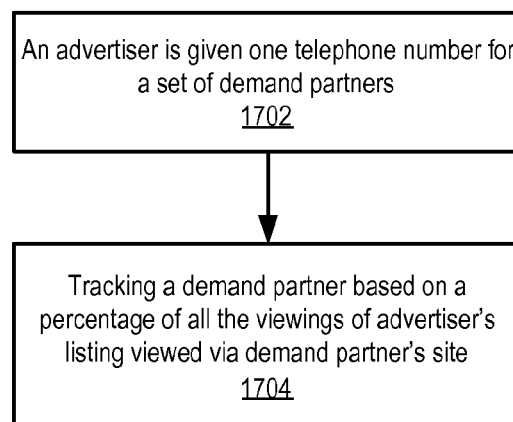 An advertiser is given one telephone number for
a set of demand partners
1702
Tracking a demand partner based on a
percentage of all the viewings of advertiser's
listing viewed via demand partner's site
1704